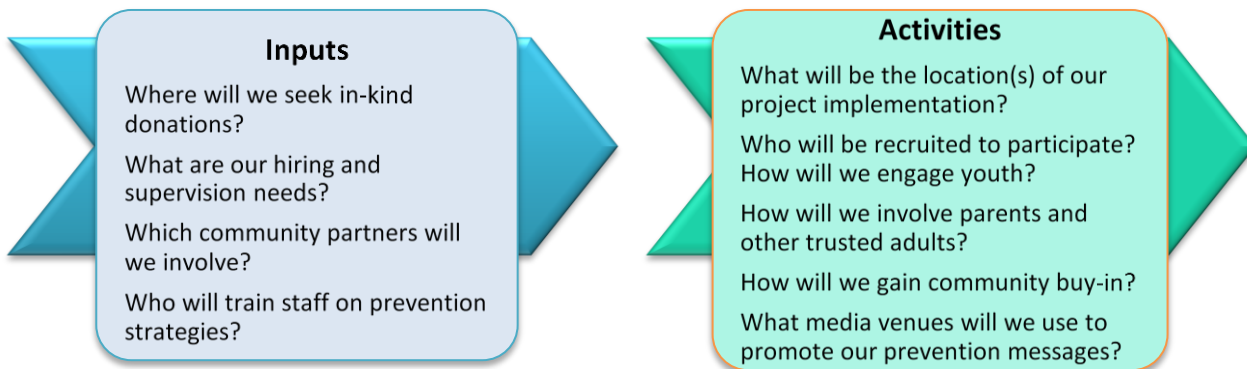 Inputs
Where will we seek in-kind
donations?
What are our hiring and
supervision needs?
Which community partners will
we involve?
Who will train staff on prevention
strategies?
Activities
What will be the location(s) of our
project implementation?
Who will be recruited to participate?
How will we engage youth?
How will we involve parents and
other trusted adults?
How will we gain community buy-in?
What media venues will we use to
promote our prevention messages?